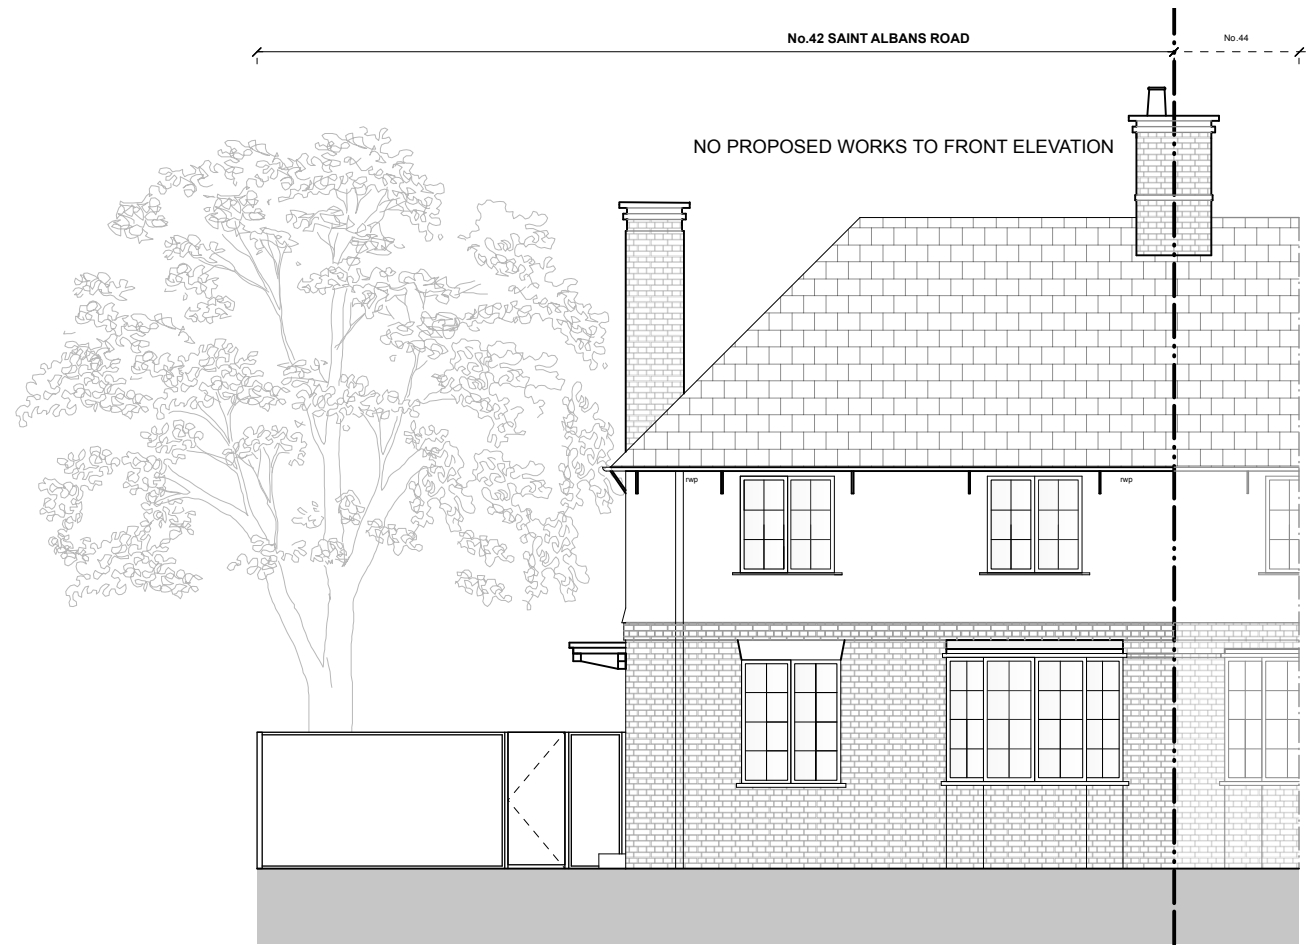 No.42 SAINT ALBANS ROAD
No.44
NO PROPOSED WORKS TO FRONT ELEVATION
rwp
rwp